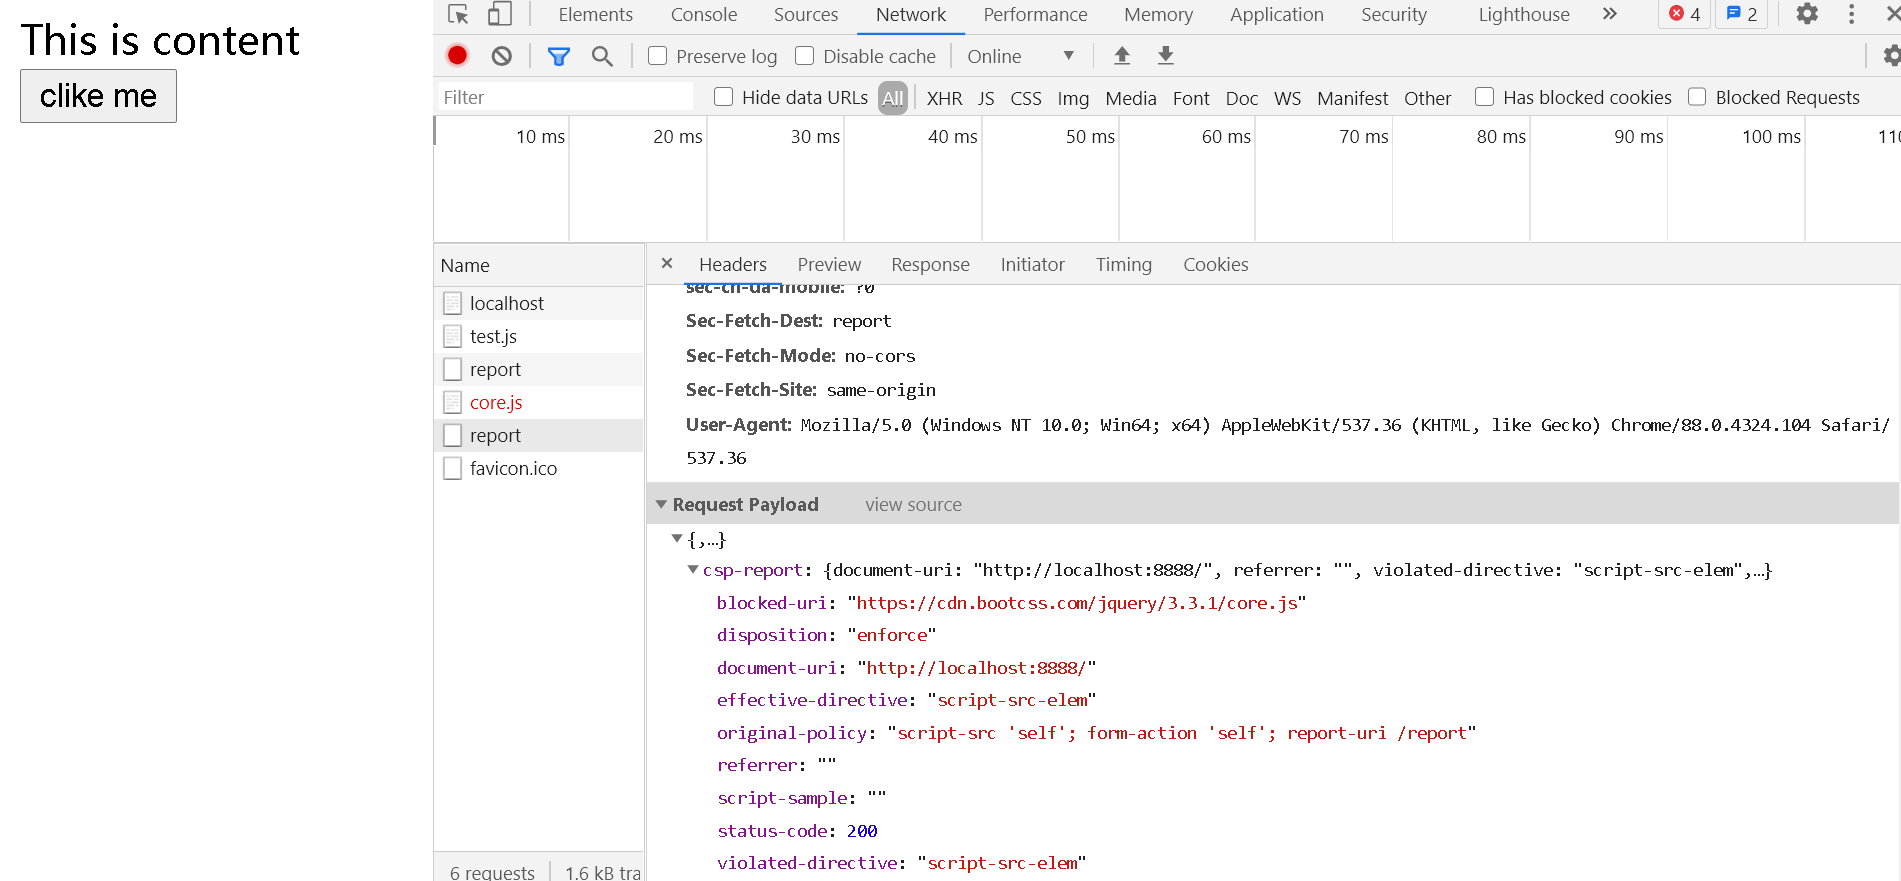 This is content
clike me
Elements Console Sources Network Performance Memory Application Security Lighthouse 4 2
Preserve log Disable cache Online
Filter Hide data URLs All XHR JS CSS Img Media Font Doc WS Manifest Other Has blocked cookies Blocked Requests
10 ms 20 ms 30 ms 40 ms 50 ms 60 ms 70 ms 80 ms 90 ms 100 ms
Name
localhost
test.js
report
core.js
report
favicon.ico
6 requests 1.6 kB tra
Headers Preview Response Initiator Timing Cookies
sec-ch-ua-mobile: ?0
Sec-Fetch-Dest: report
Sec-Fetch-Mode: no-cors
Sec-Fetch-Site: same-origin
User-Agent: Mozilla/5.0 (Windows NT 10.0; Win64; x64) AppleWebKit/537.36 (KHTML, like Gecko) Chrome/88.0.4324.104 Safari/
537.36
Request Payload view source
{,…}
csp-report: {document-uri: "http://localhost:8888/", referrer: "", violated-directive: "script-src-elem",…}
blocked-uri: "https://cdn.bootcss.com/jquery/3.3.1/core.js"
disposition: "enforce"
document-uri: "http://localhost:8888/"
effective-directive: "script-src-elem"
original-policy: "script-src 'self'; form-action 'self'; report-uri /report"
referrer: ""
script-sample: ""
status-code: 200
violated-directive: "script-src-elem"